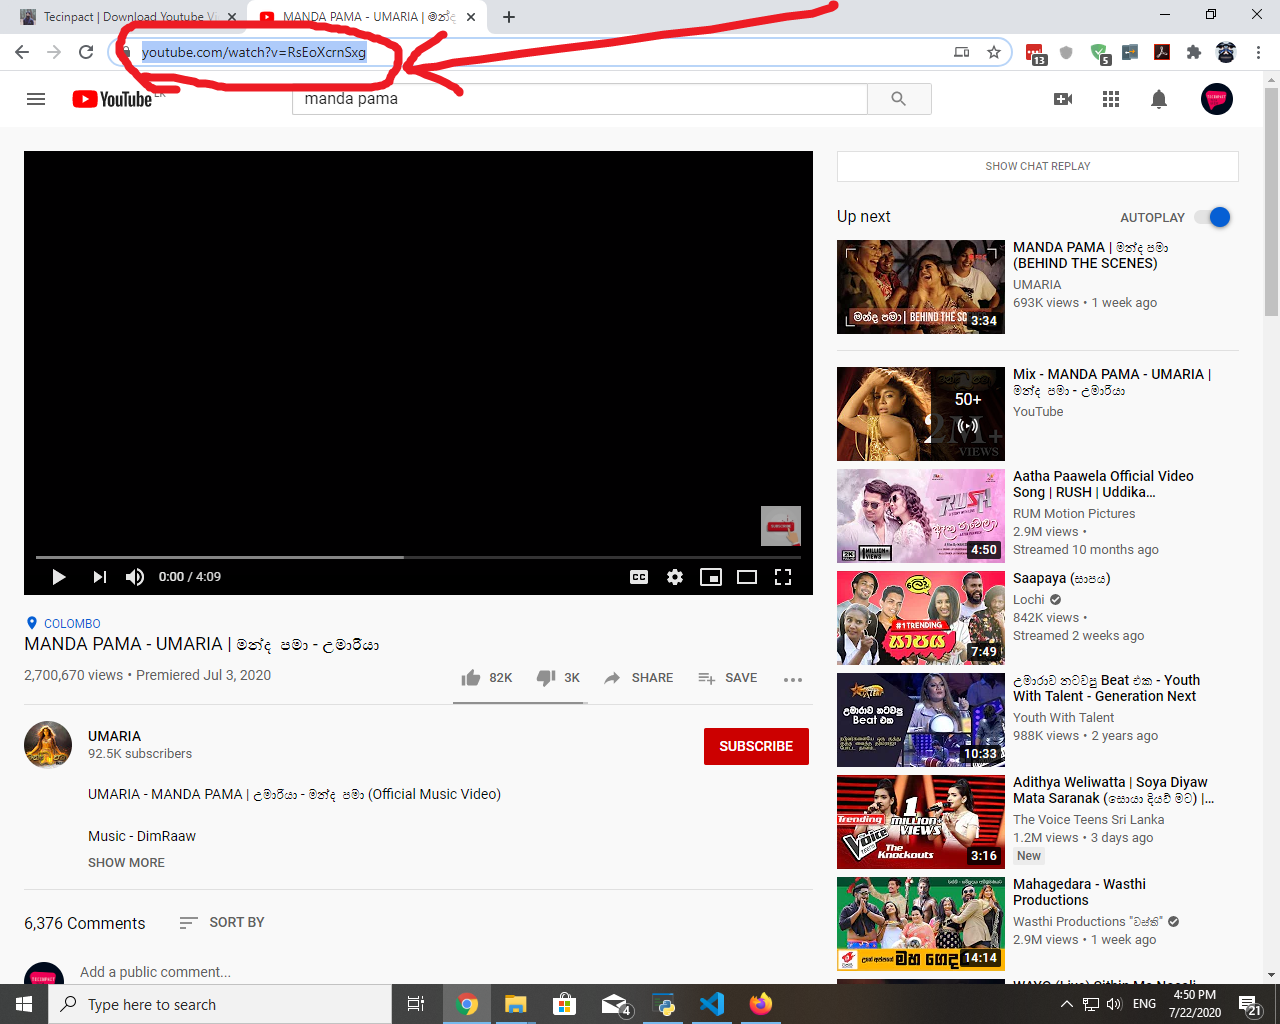 Tecinpact | Download Youtube Vi
MANDA PAMA - UMARIA | මන්ද
youtube.com/watch?v=RsEoXcrnSxg
13
5
YouTube LK
manda pama
SHOW CHAT REPLAY
Up next
AUTOPLAY
MANDA PAMA | මන්ද පමා
(BEHIND THE SCENES)
UMARIA
693K views • 1 week ago
මන්ද පමා | BEHIND THE SC
3:34
Mix - MANDA PAMA - UMARIA |
මන්ද පමා - උමාරියා
YouTube
50+
2M+
VIEWS
Aatha Paawela Official Video
Song | RUSH | Uddika...
RUM Motion Pictures
2.9M views •
Streamed 10 months ago
RUSH
4:50
Saapaya (සාපය)
Lochi
842K views •
Streamed 2 weeks ago
#1TRENDING
සාපය
7:49
උමාරාව නටවපු Beat එක - Youth
With Talent - Generation Next
Youth With Talent
988K views • 2 years ago
උමාරාව නටවපු
Beat එක
10:33
Adithya Weliwatta | Soya Diyaw
Mata Saranak (සොයා දියව් මට) |...
The Voice Teens Sri Lanka
1.2M views • 3 days ago
New
Trending
1
MILLION+
VIEWS
The Voice
The
Knockouts
3:16
Mahagedara - Wasthi
Productions
Wasthi Productions "වස්ති"
2.9M views • 1 week ago
14:14
0:00 / 4:09
CC
COLOMBO
MANDA PAMA - UMARIA | මන්ද පමා - උමාරියා
2,700,670 views • Premiered Jul 3, 2020
82K
3K
SHARE
SAVE
UMARIA
92.5K subscribers
SUBSCRIBE
UMARIA - MANDA PAMA | උමාරියා - මන්ද පමා (Official Music Video)
Music - DimRaaw
SHOW MORE
6,376 Comments
SORT BY
TECINPACT
Add a public comment...
Type here to search
4
ENG
4:50 PM
7/22/2020
21